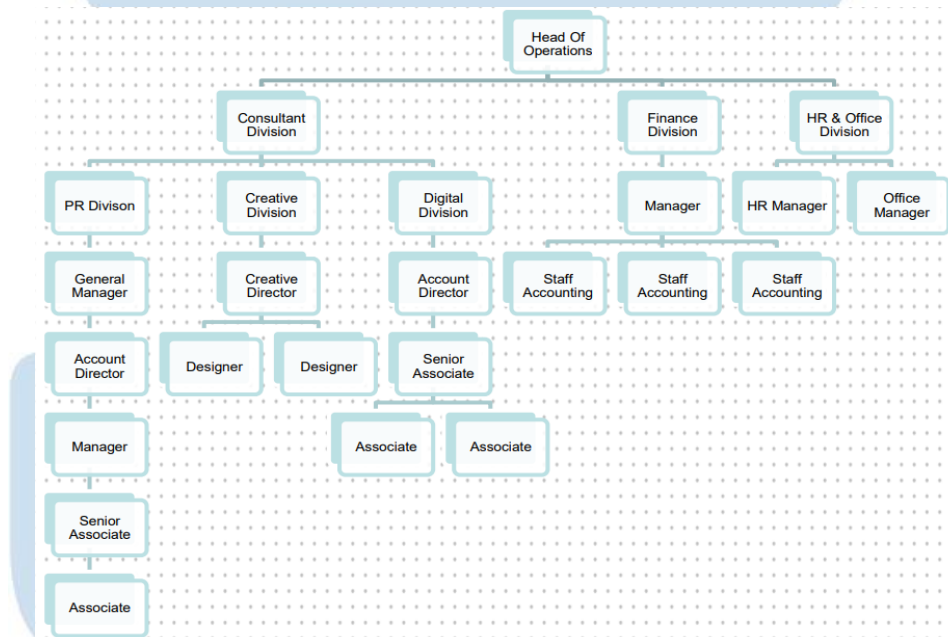 Head Of
Operations
Consultant
Division
Finance
Division
HR & Office
Division
PR Divison
Creative
Division
Digital
Division
Manager
HR Manager
Office
Manager
General
Manager
Creative
Director
Account
Director
Staff
Accounting
Staff
Accounting
Staff
Accounting
Account
Director
Designer
Designer
Senior
Associate
Manager
Associate
Associate
Senior
Associate
Associate